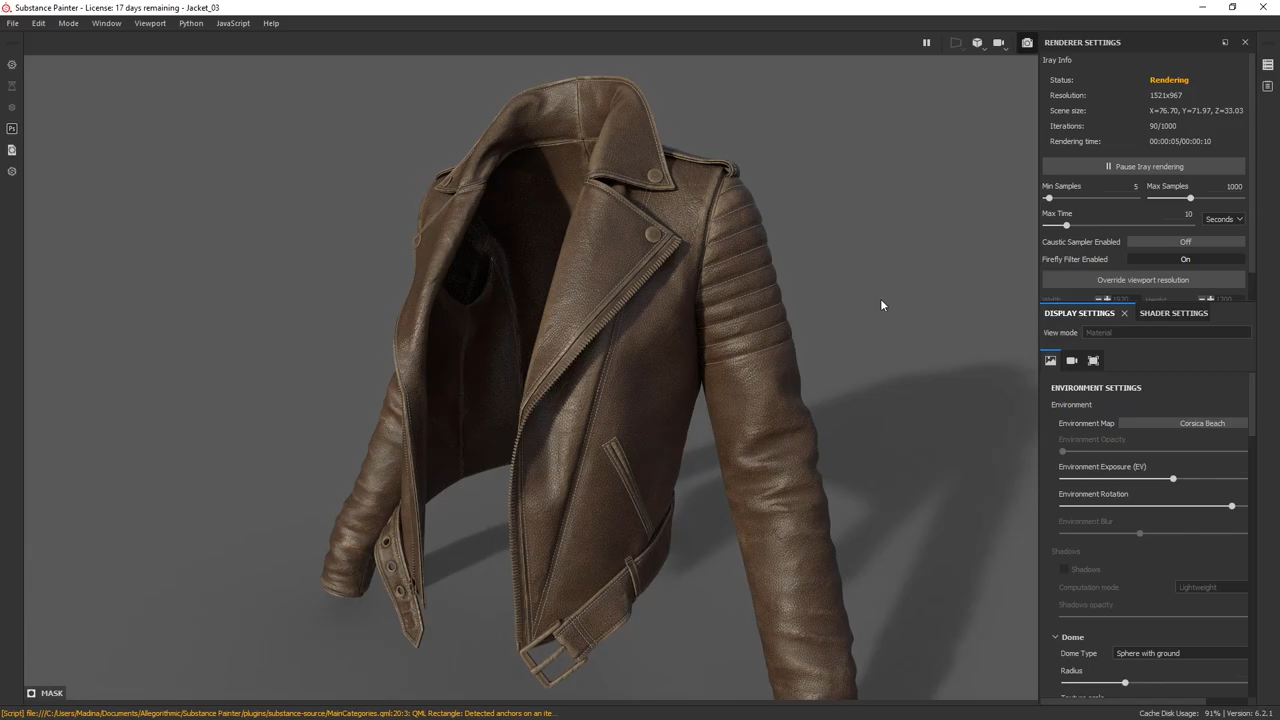 Substance Painter - License: 17 days remaining - Jacket_03
File Edit Mode Window Viewport Python JavaScript Help
RENDERER SETTINGS
Iray Info
Status: Rendering
Resolution: 1521x967
Scene size: X=76.70, Y=71.97, Z=33.03
Iterations: 90/1000
Rendering time: 00:00:05/00:00:10
Pause Iray rendering
Min Samples 5 Max Samples 1000
Max Time 10 Seconds
Caustic Sampler Enabled Off
Firefly Filter Enabled On
Override viewport resolution
Width: 1920 Height: 1200
DISPLAY SETTINGS SHADER SETTINGS
View mode Material
ENVIRONMENT SETTINGS
Environment
Environment Map Corsica Beach
Environment Opacity
Environment Exposure (EV)
Environment Rotation
Environment Blur
Shadows
Shadows
Computation mode Lightweight
Shadows opacity
Dome
Dome Type Sphere with ground
Radius
Texture scale
Ps
MASK
[Script] file:///C:/Users/Madina/Documents/Allegorithmic/Substance Painter/plugins/substance-source/MainCategories.qml:20:3: QML Rectangle: Detected anchors on an ite...
Cache Disk Usage: 91% | Version: 6.2.1